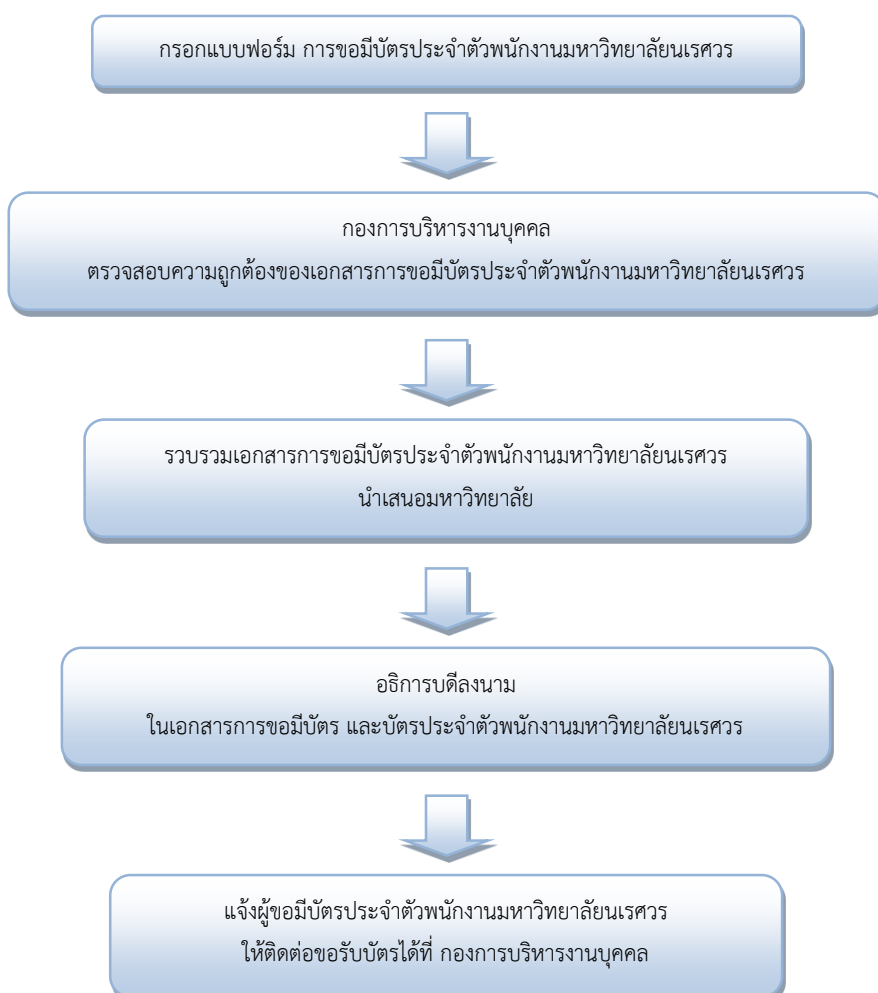 กรอกแบบฟอร์ม การขอมีบัตรประจำตัวพนักงานมหาวิทยาลัยนเรศวร
กองการบริหารงานบุคคล
ตรวจสอบความถูกต้องของเอกสารการขอมีบัตรประจำตัวพนักงานมหาวิทยาลัยนเรศวร
รวบรวมเอกสารการขอมีบัตรประจำตัวพนักงานมหาวิทยาลัยนเรศวร
นำเสนอมหาวิทยาลัย
อธิการบดีลงนาม
ในเอกสารการขอมีบัตร และบัตรประจำตัวพนักงานมหาวิทยาลัยนเรศวร
แจ้งผู้ขอมีบัตรประจำตัวพนักงานมหาวิทยาลัยนเรศวร
ให้ติดต่อขอรับบัตรได้ที่ กองการบริหารงานบุคคล